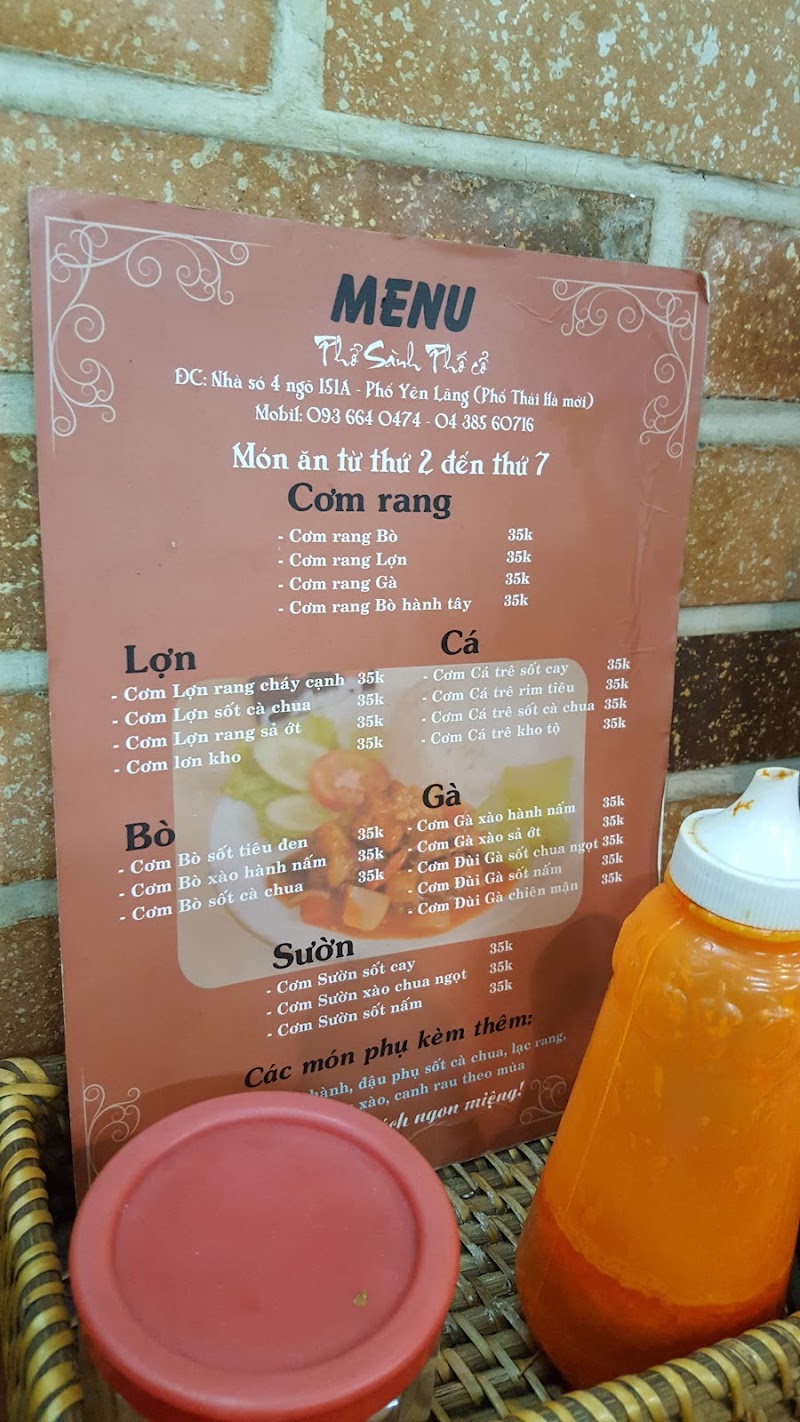 MENU
Thổ Sành Phố cổ
ĐC: Nhà số 4 ngõ 151A - Phố Yên Lãng (Phố Thái Hà mới)
Mobil: 093 664 0474 - 04 385 60716
Món ăn từ thứ 2 đến thứ 7
Cơm rang
- Cơm rang Bò 35k
- Cơm rang Lợn 35k
- Cơm rang Gà 35k
- Cơm rang Bò hành tây 35k
Lợn
- Cơm Lợn rang cháy cạnh 35k
- Cơm Lợn sốt cà chua 35k
- Cơm Lợn rang sả ớt 35k
- Cơm lơn kho 35k
Cá
- Cơm Cá trê sốt cay 35k
- Cơm Cá trê rim tiêu 35k
- Cơm Cá trê sốt cà chua 35k
- Cơm Cá trê kho tộ 35k
Bò
- Cơm Bò sốt tiêu đen 35k
- Cơm Bò xào hành nấm 35k
- Cơm Bò sốt cà chua 35k
Gà
- Cơm Gà xào hành nấm 35k
- Cơm Gà xào sả ớt 35k
- Cơm Đùi Gà sốt chua ngọt 35k
- Cơm Đùi Gà sốt nấm 35k
- Cơm Đùi Gà chiên mặn 35k
Sườn
- Cơm Sườn sốt cay 35k
- Cơm Sườn xào chua ngọt 35k
- Cơm Sườn sốt nấm 35k
Các món phụ kèm thêm:
hành, đậu phụ sốt cà chua, lạc rang,
xào, canh rau theo mùa
ngon miệng!